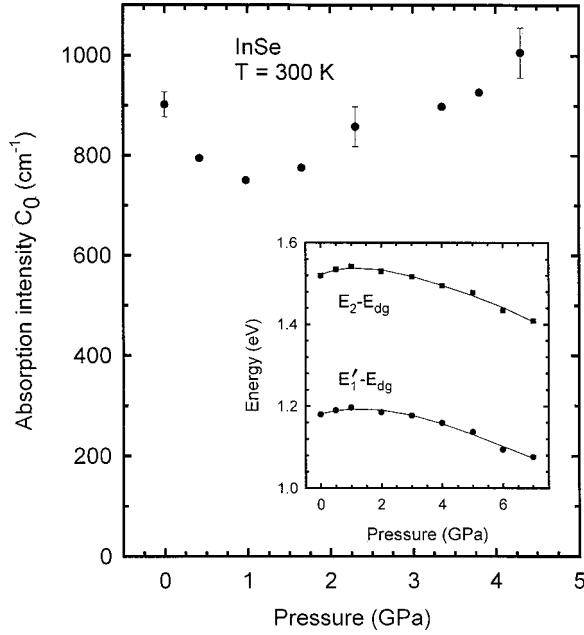 Absorption intensity C₀ (cm⁻¹)
1000
800
600
400
200
0
InSe
T = 300 K
0
1
2
3
4
5
Pressure (GPa)
Energy (eV)
1.6
1.4
1.2
1.0
E₂-E_dg
E₁′-E_dg
0
2
4
6
Pressure (GPa)